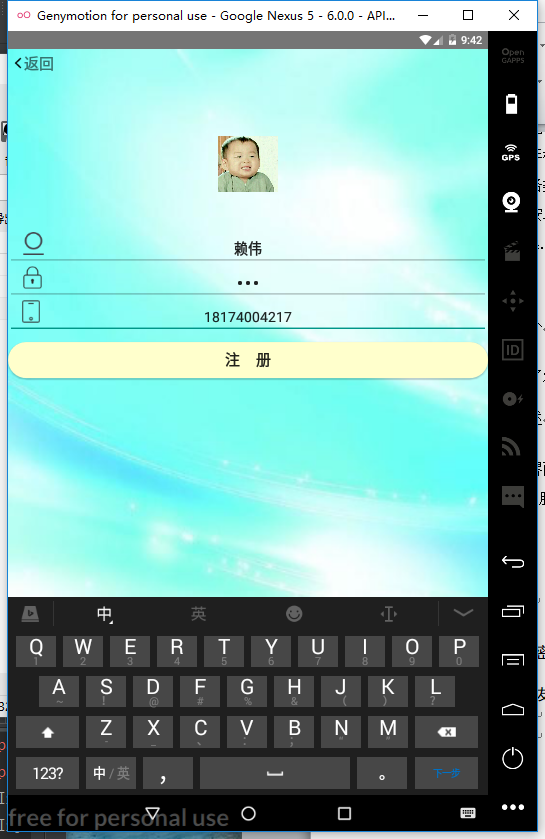 Genymotion for personal use - Google Nexus 5 - 6.0.0 - API...
9:42
Open
GAPPS
返回
GPS
赖伟
•••
18174004217
ID
注 册
中 英
Q W E R T Y U I O P
1 2 3 4 5 6 7 8 9 0
A S D F G H J K L
~ ! @ # % & * ( )
Z X C V B N M
123? 中/英 , 。 下一步
free for personal use